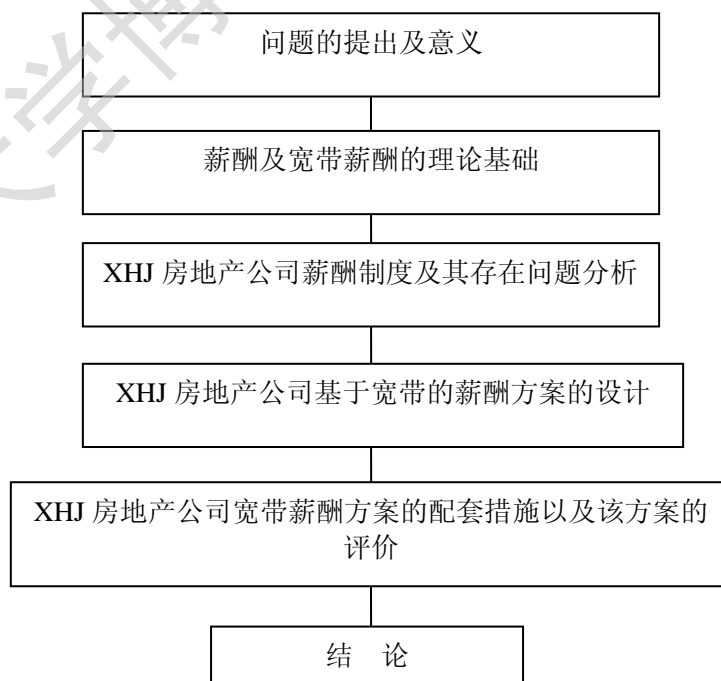 问题的提出及意义
薪酬及宽带薪酬的理论基础
XHJ 房地产公司薪酬制度及其存在问题分析
XHJ 房地产公司基于宽带的薪酬方案的设计
XHJ 房地产公司宽带薪酬方案的配套措施以及该方案的
评价
结 论